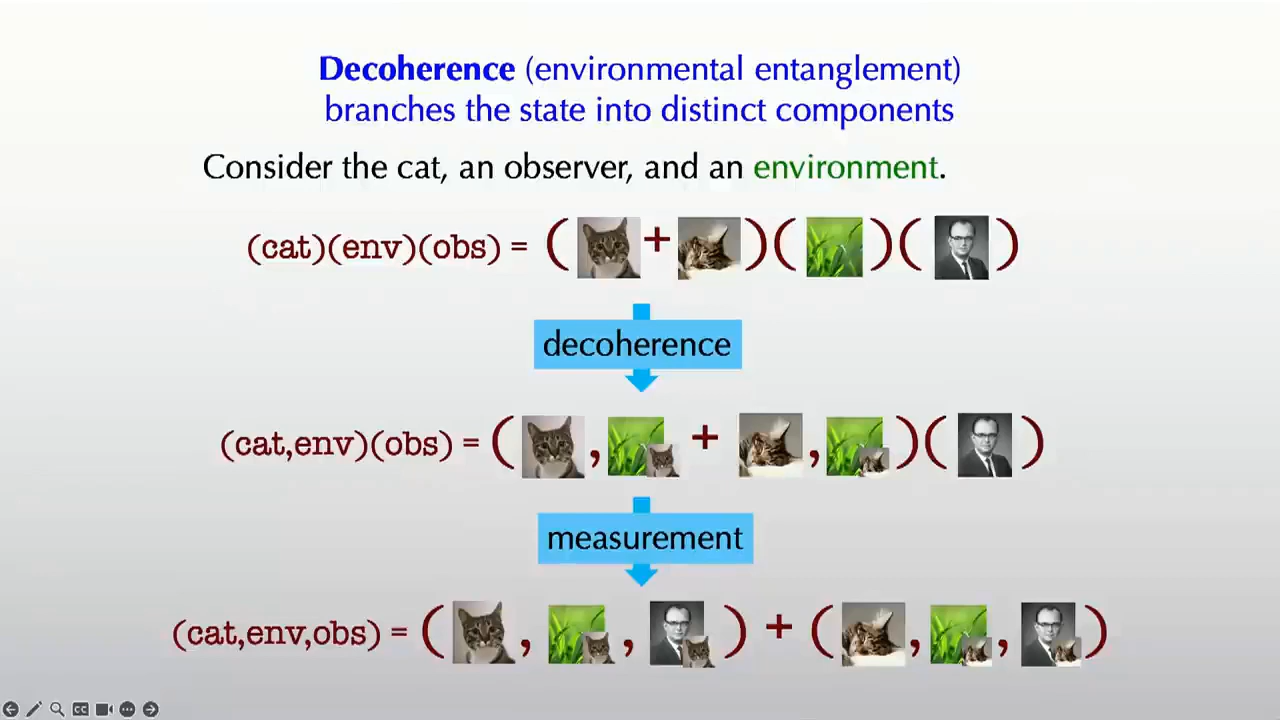 Decoherence (environmental entanglement)
branches the state into distinct components
Consider the cat, an observer, and an environment.
(cat)(env)(obs) = ( + )( )( )
decoherence
(cat,env)(obs) = ( , + , )( )
measurement
(cat,env,obs) = ( , , ) + ( , , )
CC